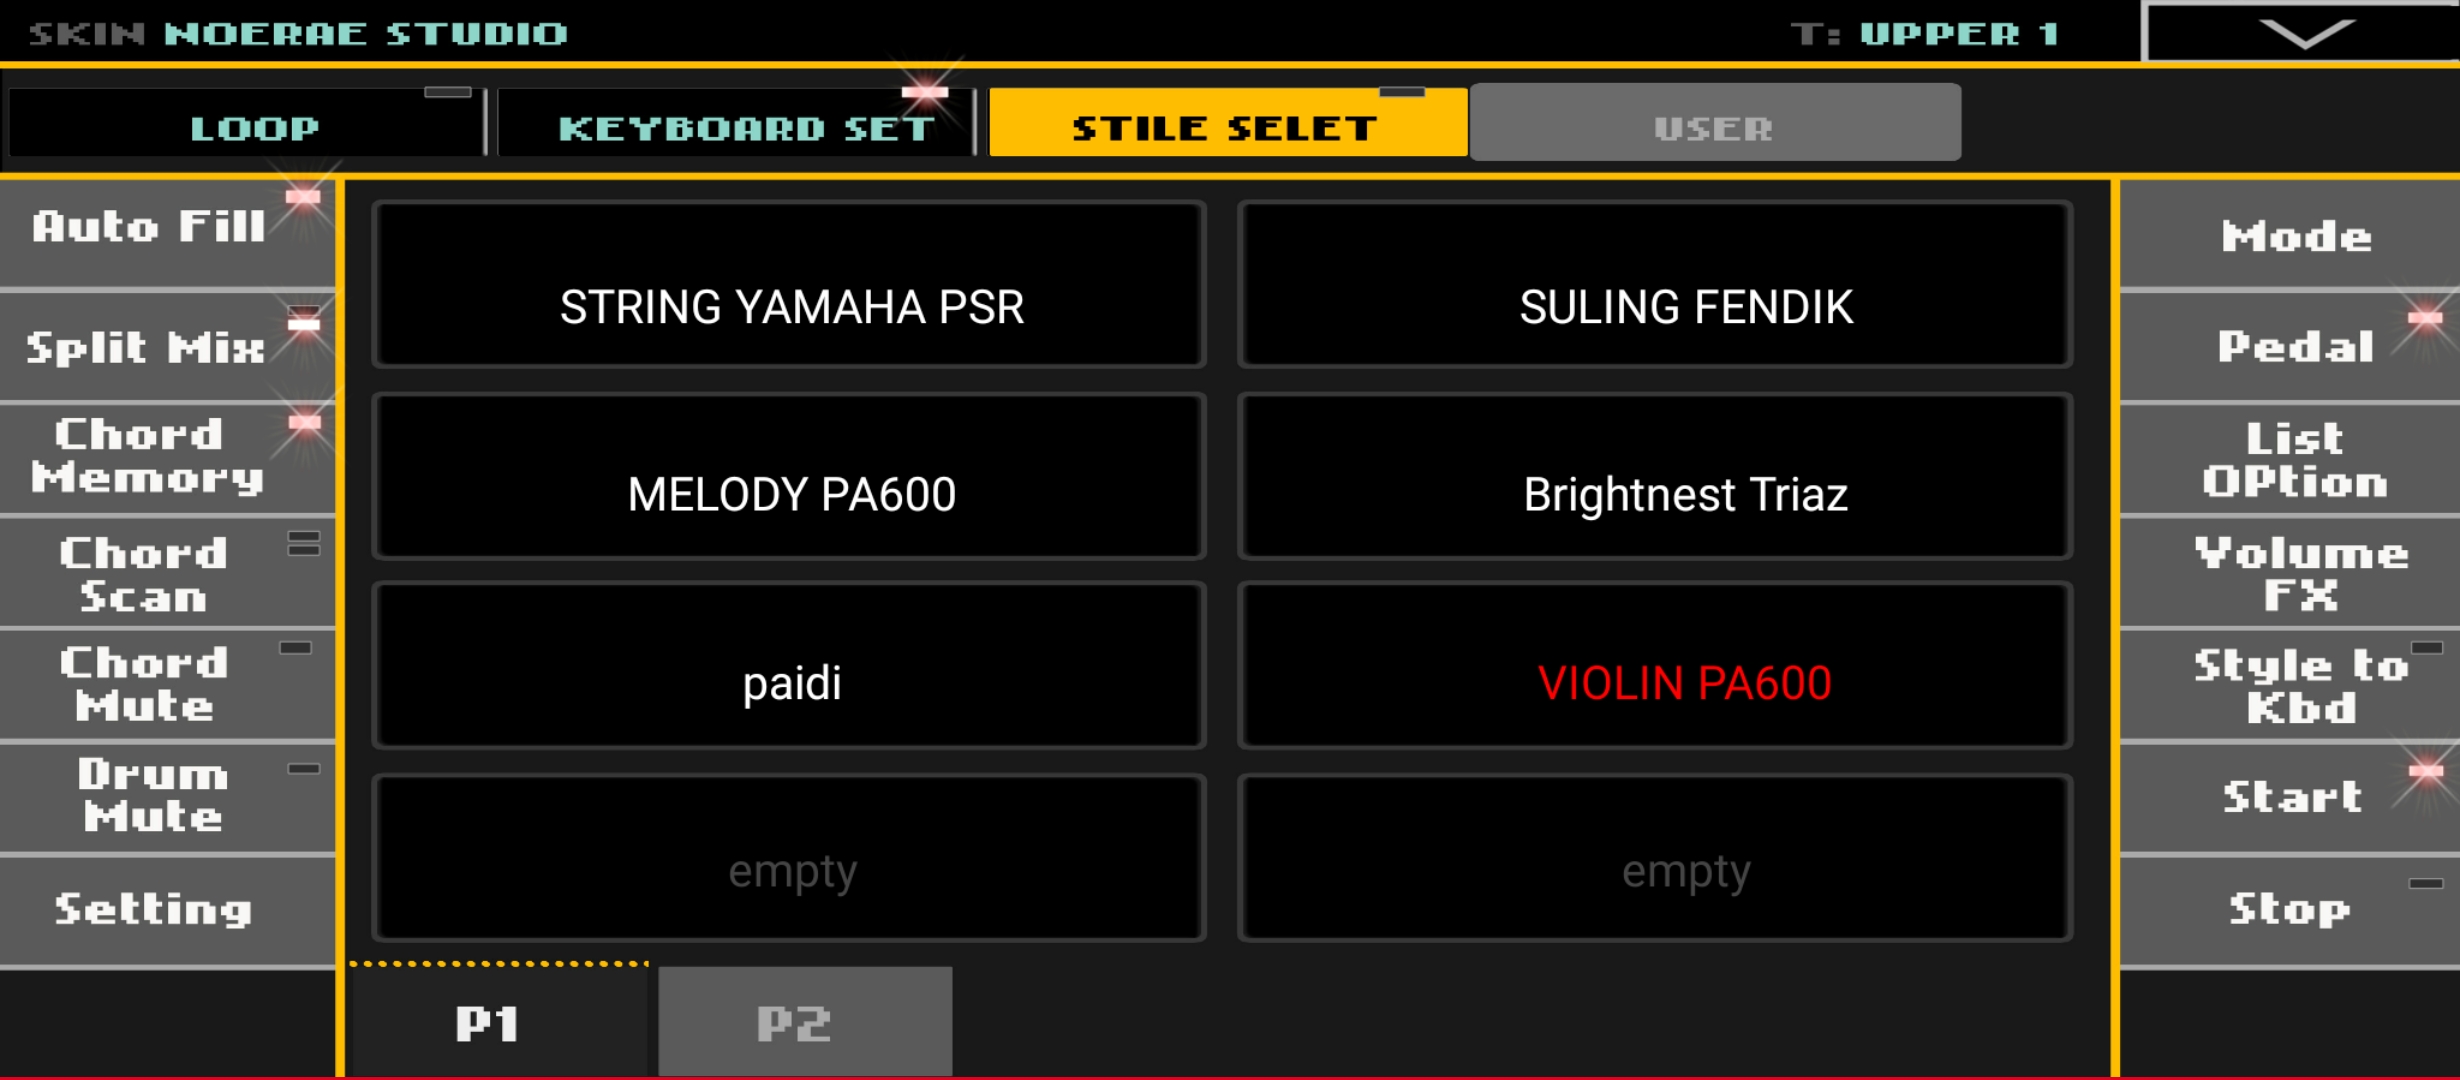 SKIN NOERAE STUDIO
T: UPPER 1
LOOP
KEYBOARD SET
STILE SELET
USER
Auto Fill
Split Mix
Chord
Memory
Chord
Scan
Chord
Mute
Drum
Mute
Setting
STRING YAMAHA PSR
SULING FENDIK
MELODY PA600
Brightnest Triaz
paidi
VIOLIN PA600
empty
empty
P1
P2
Mode
Pedal
List
OPtion
Volume
FX
Style to
Kbd
Start
Stop